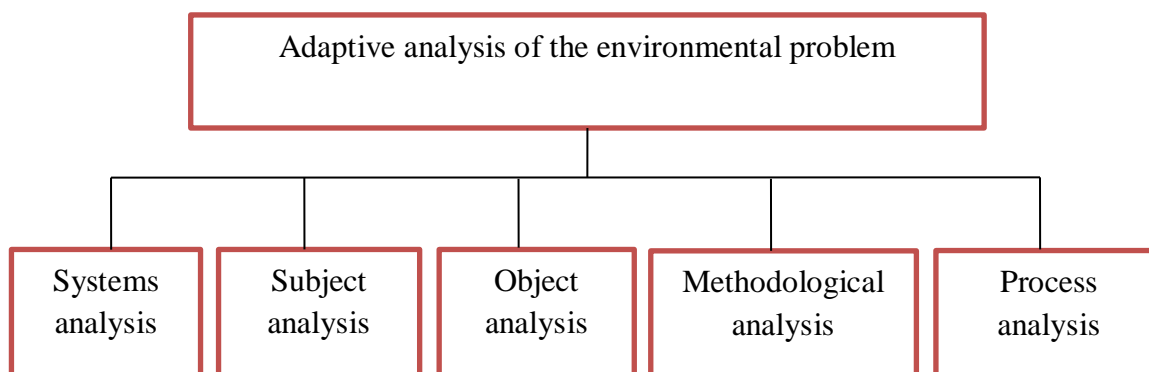 Adaptive analysis of the environmental problem
Systems
analysis
Subject
analysis
Object
analysis
Methodological
analysis
Process
analysis